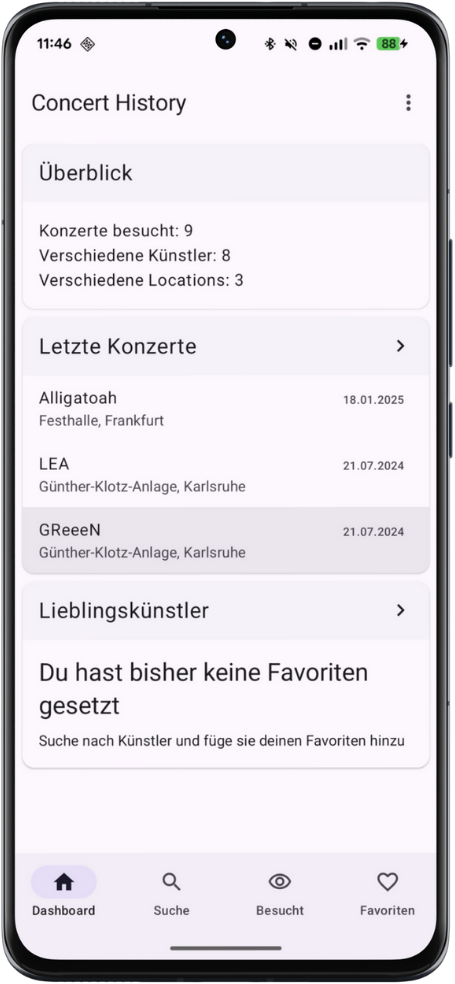 11:46
88
Concert History
Überblick
Konzerte besucht: 9
Verschiedene Künstler: 8
Verschiedene Locations: 3
Letzte Konzerte
Alligatoah
18.01.2025
Festhalle, Frankfurt
LEA
21.07.2024
Günther-Klotz-Anlage, Karlsruhe
GReeeN
21.07.2024
Günther-Klotz-Anlage, Karlsruhe
Lieblingskünstler
Du hast bisher keine Favoriten
gesetzt
Suche nach Künstler und füge sie deinen Favoriten hinzu
Dashboard
Suche
Besucht
Favoriten